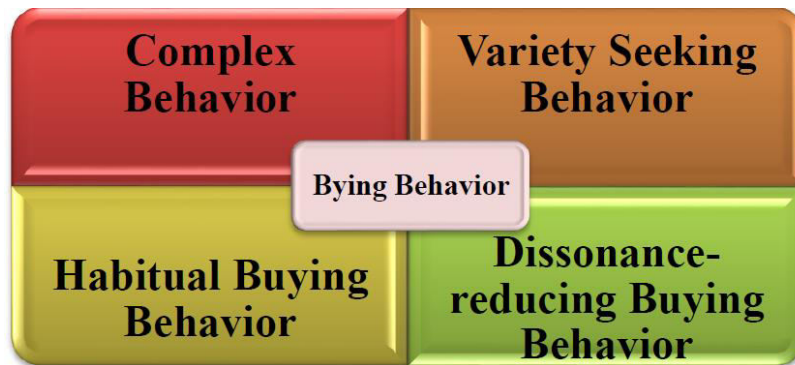 Complex
Behavior
Variety Seeking
Behavior
Bying Behavior
Habitual Buying
Behavior
Dissonance-
reducing Buying
Behavior